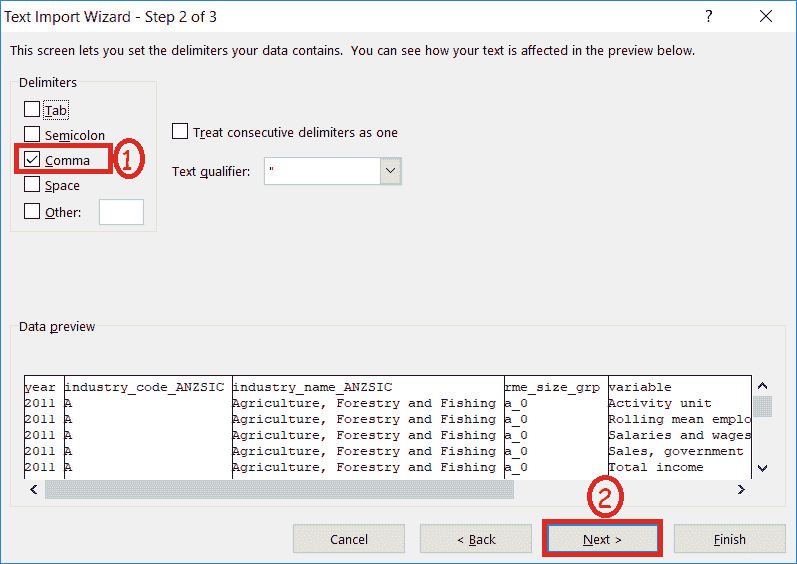 Text Import Wizard - Step 2 of 3
?
This screen lets you set the delimiters your data contains.  You can see how your text is affected in the preview below.
Delimiters
Tab
Semicolon
Comma
1
Space
Other:
Treat consecutive delimiters as one
Text qualifier: "
Data preview
year industry_code_ANZSIC industry_name_ANZSIC rme_size_grp variable
2011 A Agriculture, Forestry and Fishing a_0 Activity unit
2011 A Agriculture, Forestry and Fishing a_0 Rolling mean emplo
2011 A Agriculture, Forestry and Fishing a_0 Salaries and wages
2011 A Agriculture, Forestry and Fishing a_0 Sales, government
2011 A Agriculture, Forestry and Fishing a_0 Total income
2
Cancel < Back Next > Finish